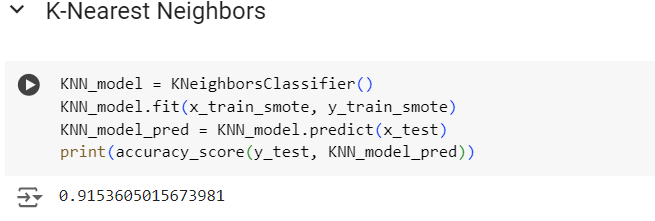 K-Nearest Neighbors
KNN_model = KNeighborsClassifier()
KNN_model.fit(x_train_smote, y_train_smote)
KNN_model_pred = KNN_model.predict(x_test)
print(accuracy_score(y_test, KNN_model_pred))
0.9153605015673981